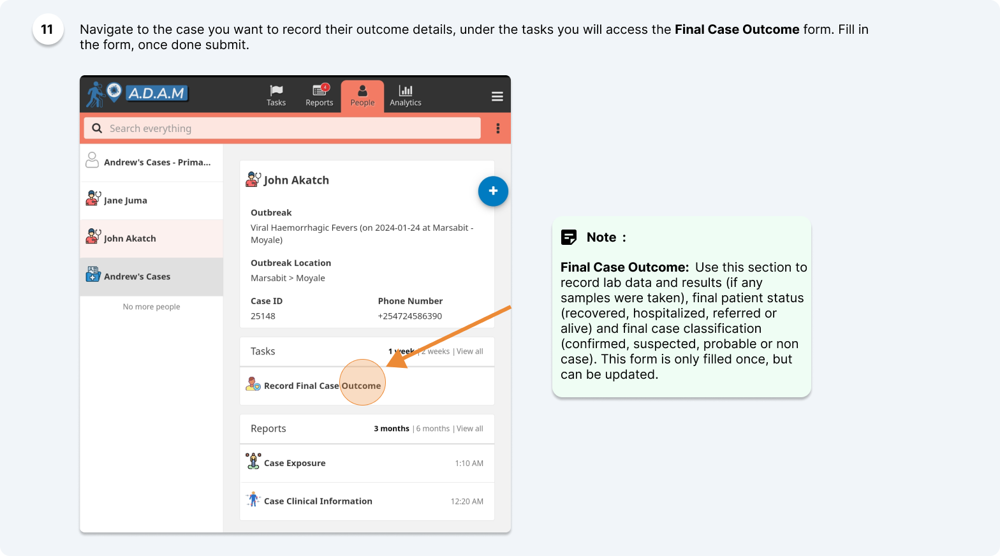 11
Navigate to the case you want to record their outcome details, under the tasks you will access the Final Case Outcome form. Fill in
the form, once done submit.
A.D.A.M
Tasks
4
Reports
People
Analytics
Search everything
Andrew's Cases - Prima...
Jane Juma
John Akatch
Andrew's Cases
No more people
John Akatch
Outbreak
Viral Haemorrhagic Fevers (on 2024-01-24 at Marsabit -
Moyale)
Outbreak Location
Marsabit > Moyale
Case ID Phone Number
25148 +254724586390
Tasks 1 week | 2 weeks | View all
Record Final Case Outcome
Reports 3 months | 6 months | View all
Case Exposure 1:10 AM
Case Clinical Information 12:20 AM
Note :
Final Case Outcome: Use this section to
record lab data and results (if any
samples were taken), final patient status
(recovered, hospitalized, referred or
alive) and final case classification
(confirmed, suspected, probable or non
case). This form is only filled once, but
can be updated.